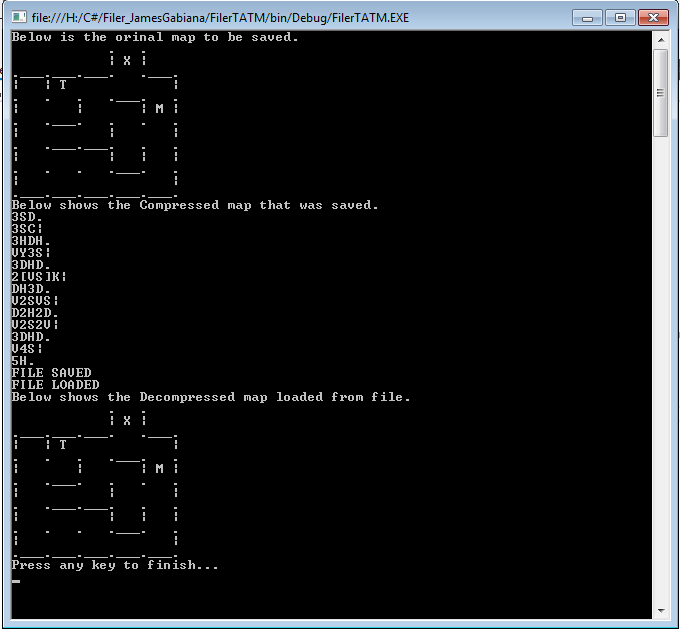 file:///H:/C#/Filer_JamesGabiana/FilerTATM/bin/Debug/FilerTATM.EXE
Below is the orinal map to be saved.
            .   .
            ¦ X ¦
.___.___.___.   .___.
¦   ¦ T             ¦
.   .   .   .___.   .
¦       ¦       ¦ M ¦
.   .___.   .   .   .
¦           ¦       ¦
.   .___.___.   .   .
¦           ¦   ¦   ¦
.   .   .   .___.   .
¦                   ¦
.___.___.___.___.___.
Below shows the Compressed map that was saved.
3SD.
3SC¦
3HDH.
VY3S¦
3DHD.
2[VS]K¦
DH3D.
V2SVS¦
D2H2D.
V2S2V¦
3DHD.
V4S¦
5H.
FILE SAVED
FILE LOADED
Below shows the Decompressed map loaded from file.
            .   .
            ¦ X ¦
.___.___.___.   .___.
¦   ¦ T             ¦
.   .   .   .___.   .
¦       ¦       ¦ M ¦
.   .___.   .   .   .
¦           ¦       ¦
.   .___.___.   .   .
¦           ¦   ¦   ¦
.   .   .   .___.   .
¦                   ¦
.___.___.___.___.___.
Press any key to finish...